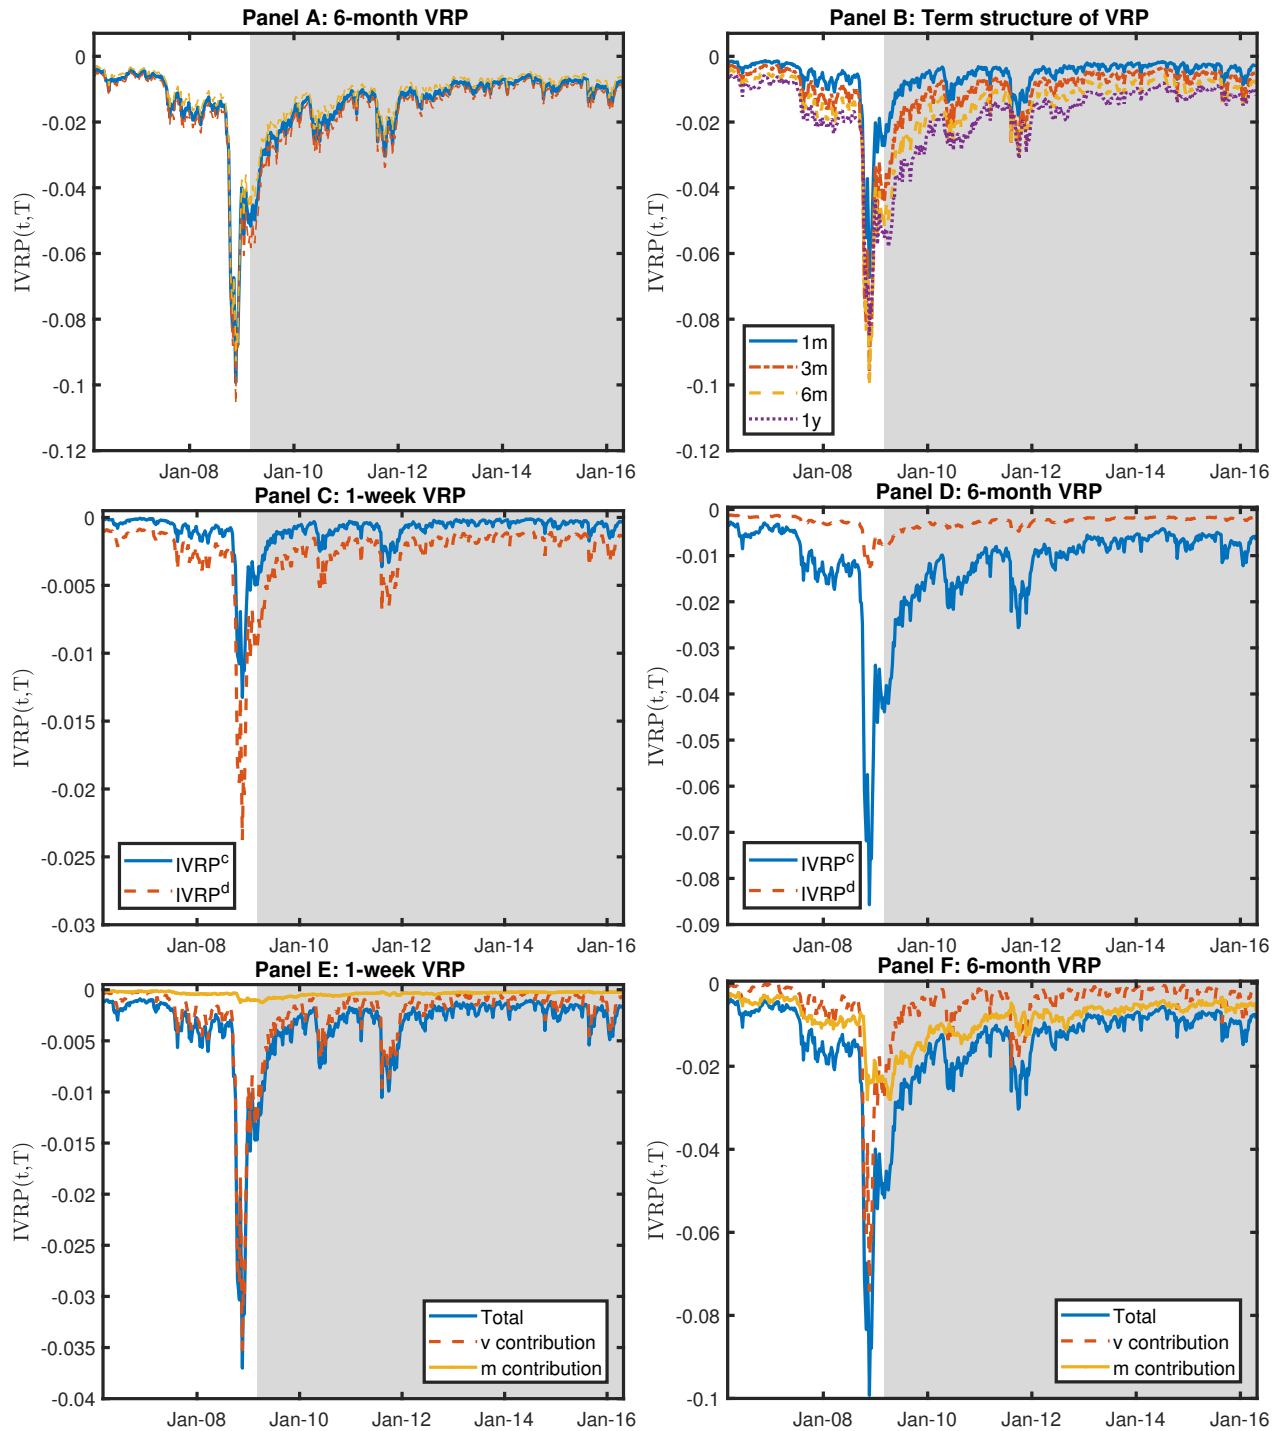 Panel A: 6-month VRP
0
-0.02
-0.04
-0.06
-0.08
-0.1
-0.12
IVRP(t,T)
Jan-08 Jan-10 Jan-12 Jan-14 Jan-16
Panel B: Term structure of VRP
0
-0.02
-0.04
-0.06
-0.08
-0.1
-0.12
IVRP(t,T)
1m
3m
6m
1y
Jan-08 Jan-10 Jan-12 Jan-14 Jan-16
Panel C: 1-week VRP
0
-0.005
-0.01
-0.015
-0.02
-0.025
-0.03
IVRP(t,T)
IVRP^c
IVRP^d
Jan-08 Jan-10 Jan-12 Jan-14 Jan-16
Panel D: 6-month VRP
0
-0.01
-0.02
-0.03
-0.04
-0.05
-0.06
-0.07
-0.08
-0.09
IVRP(t,T)
IVRP^c
IVRP^d
Jan-08 Jan-10 Jan-12 Jan-14 Jan-16
Panel E: 1-week VRP
0
-0.005
-0.01
-0.015
-0.02
-0.025
-0.03
-0.035
-0.04
IVRP(t,T)
Total
v contribution
m contribution
Jan-08 Jan-10 Jan-12 Jan-14 Jan-16
Panel F: 6-month VRP
0
-0.02
-0.04
-0.06
-0.08
-0.1
IVRP(t,T)
Total
v contribution
m contribution
Jan-08 Jan-10 Jan-12 Jan-14 Jan-16